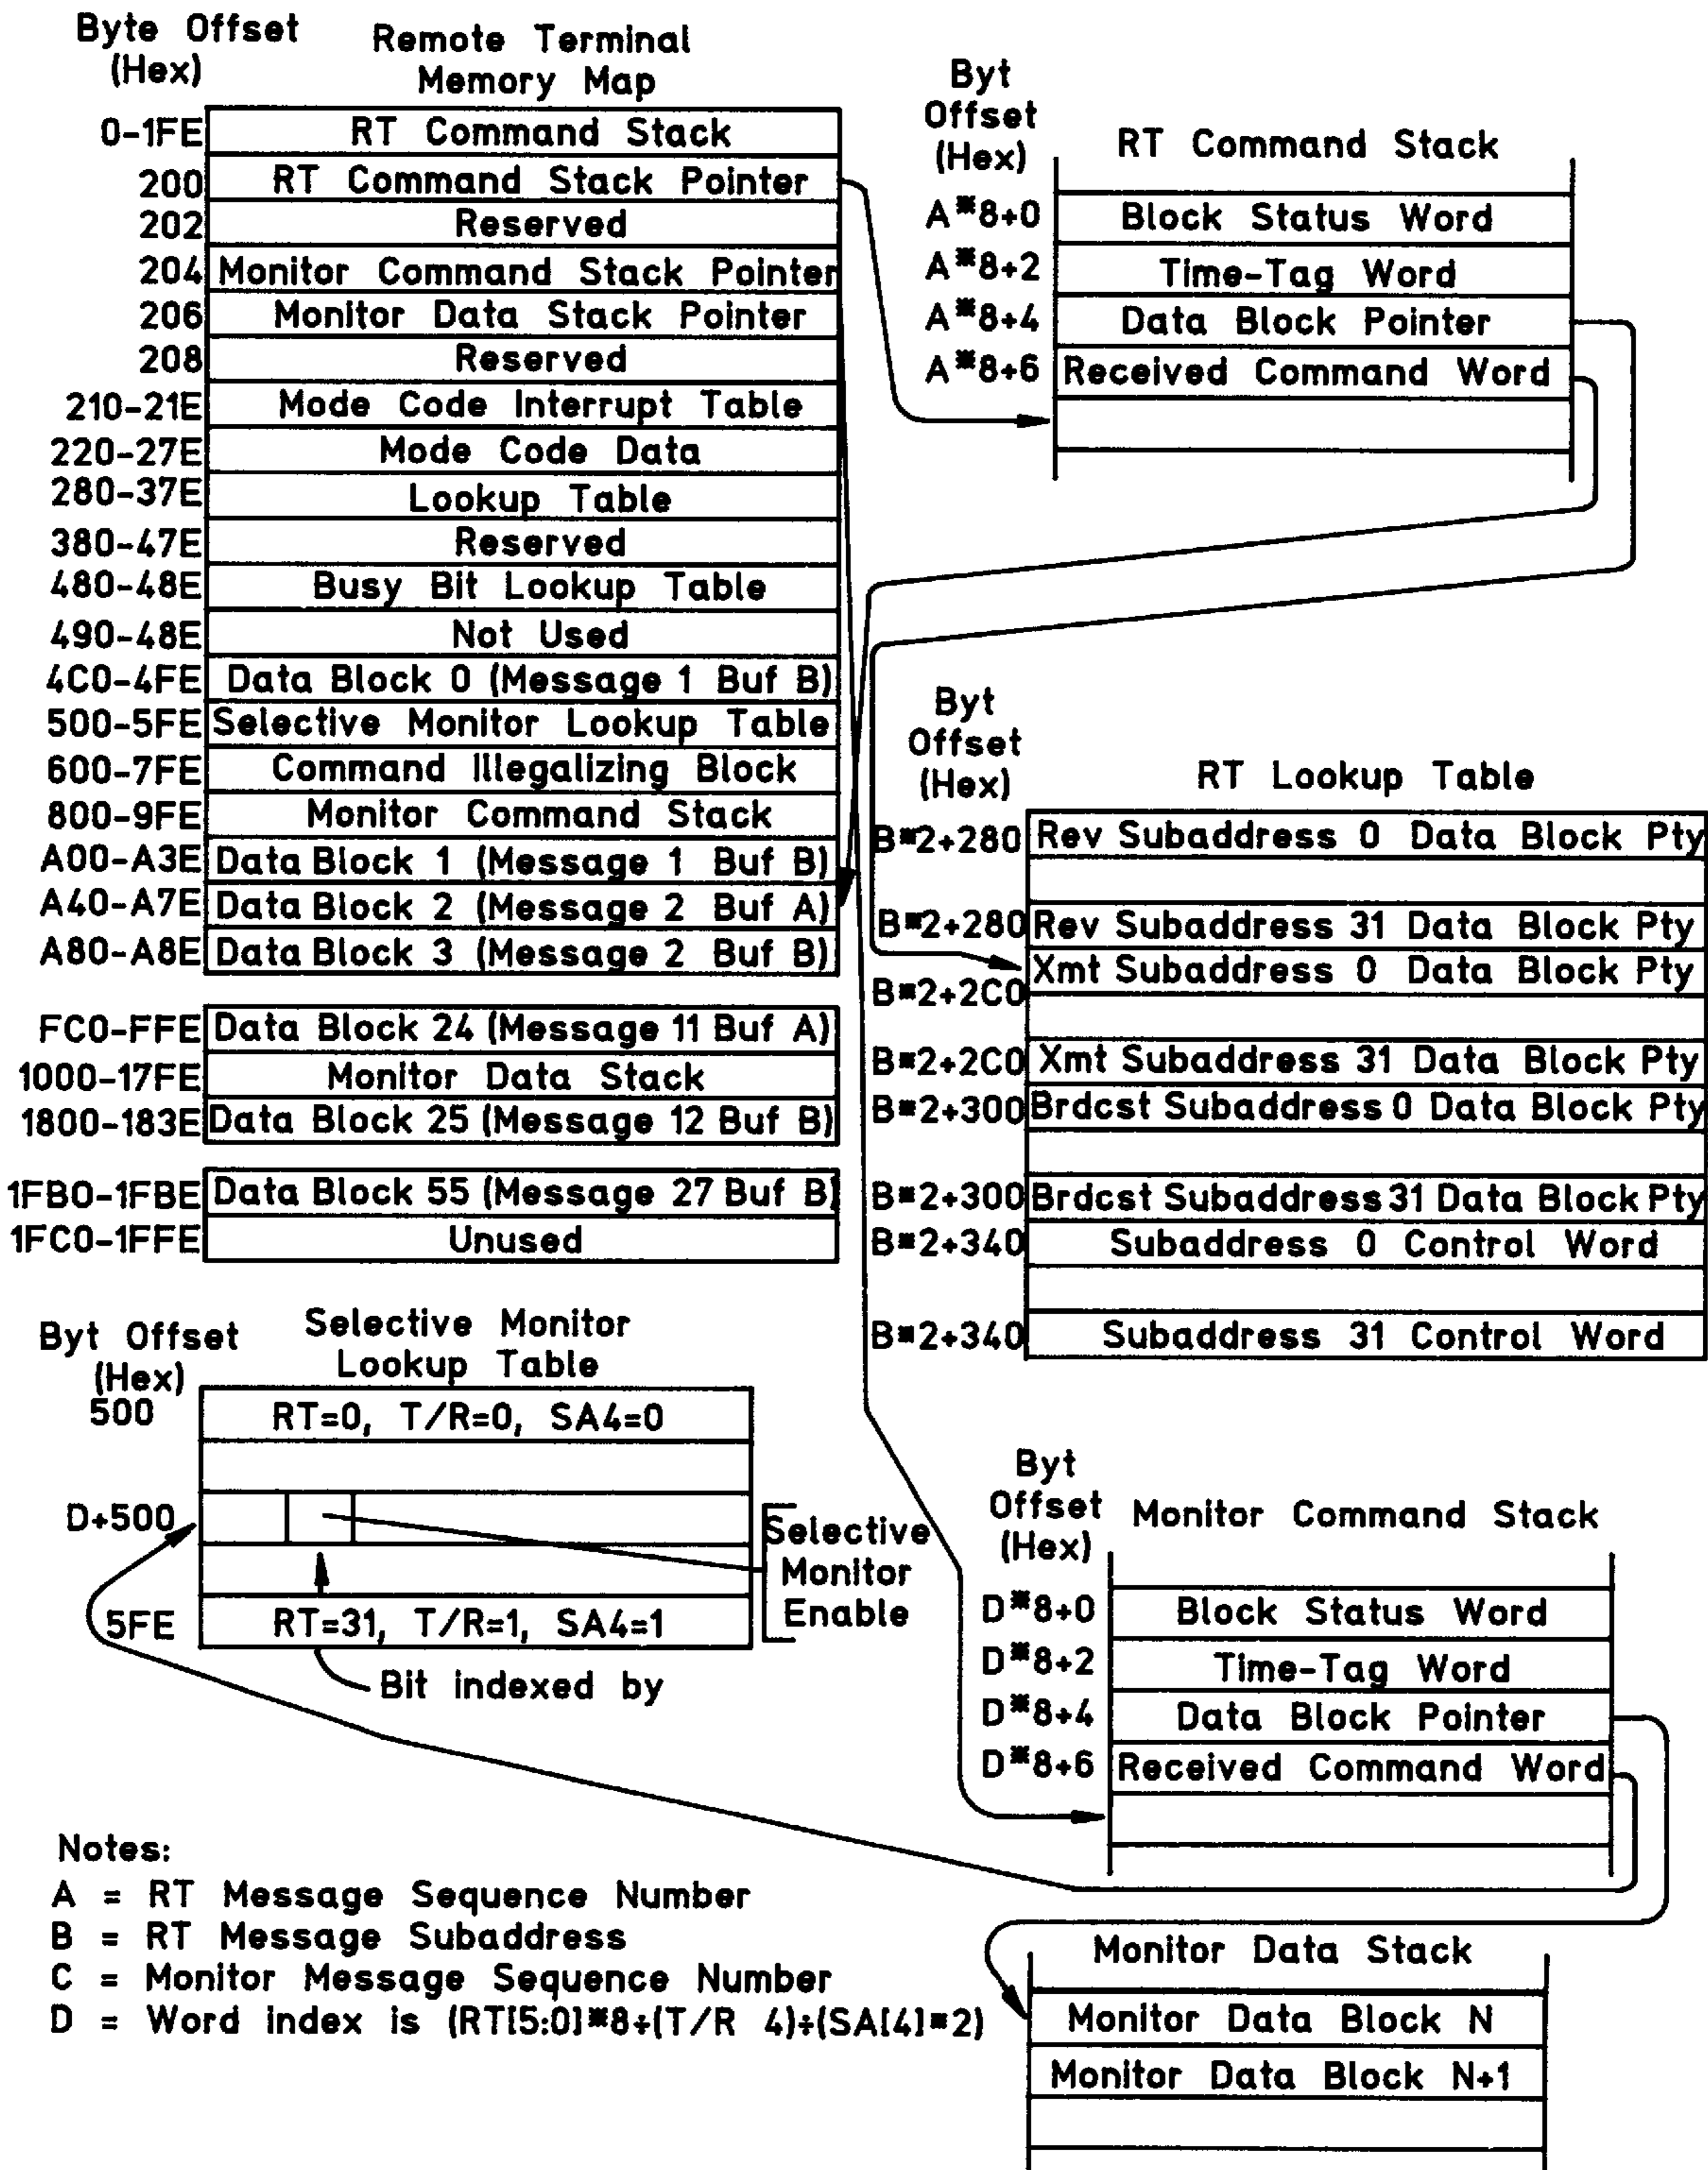 Byte Offset
(Hex)
Remote Terminal
Memory Map
0-1FE RT Command Stack
200 RT Command Stack Pointer
202 Reserved
204 Monitor Command Stack Pointer
206 Monitor Data Stack Pointer
208 Reserved
210-21E Mode Code Interrupt Table
220-27E Mode Code Data
280-37E Lookup Table
380-47E Reserved
480-48E Busy Bit Lookup Table
490-48E Not Used
4C0-4FE Data Block 0 (Message 1 Buf B)
500-5FE Selective Monitor Lookup Table
600-7FE Command Illegalizing Block
800-9FE Monitor Command Stack
A00-A3E Data Block 1 (Message 1 Buf B)
A40-A7E Data Block 2 (Message 2 Buf A)
A80-A8E Data Block 3 (Message 2 Buf B)
FC0-FFE Data Block 24 (Message 11 Buf A)
1000-17FE Monitor Data Stack
1800-183E Data Block 25 (Message 12 Buf B)
1FB0-1FBE Data Block 55 (Message 27 Buf B)
1FC0-1FFE Unused
Byt
Offset
(Hex)
RT Command Stack
A*8+0 Block Status Word
A*8+2 Time-Tag Word
A*8+4 Data Block Pointer
A*8+6 Received Command Word
Byt
Offset
(Hex)
RT Lookup Table
B*2+280 Rev Subaddress 0 Data Block Pty
B*2+280 Rev Subaddress 31 Data Block Pty
Xmt Subaddress 0 Data Block Pty
B*2+2C0
B*2+2C0 Xmt Subaddress 31 Data Block Pty
B*2+300 Brdcst Subaddress 0 Data Block Pty
B*2+300 Brdcst Subaddress 31 Data Block Pty
B*2+340 Subaddress 0 Control Word
B*2+340 Subaddress 31 Control Word
Byt Offset
(Hex)
Selective Monitor
Lookup Table
500 RT=0, T/R=0, SA4=0
D+500
5FE RT=31, T/R=1, SA4=1
Selective
Monitor
Enable
Bit indexed by
Byt
Offset
(Hex)
Monitor Command Stack
D*8+0 Block Status Word
D*8+2 Time-Tag Word
D*8+4 Data Block Pointer
D*8+6 Received Command Word
Monitor Data Stack
Monitor Data Block N
Monitor Data Block N+1
Notes:
A = RT Message Sequence Number
B = RT Message Subaddress
C = Monitor Message Sequence Number
D = Word index is (RT[5:0]*8+(T/R 4)+(SA[4]*2)